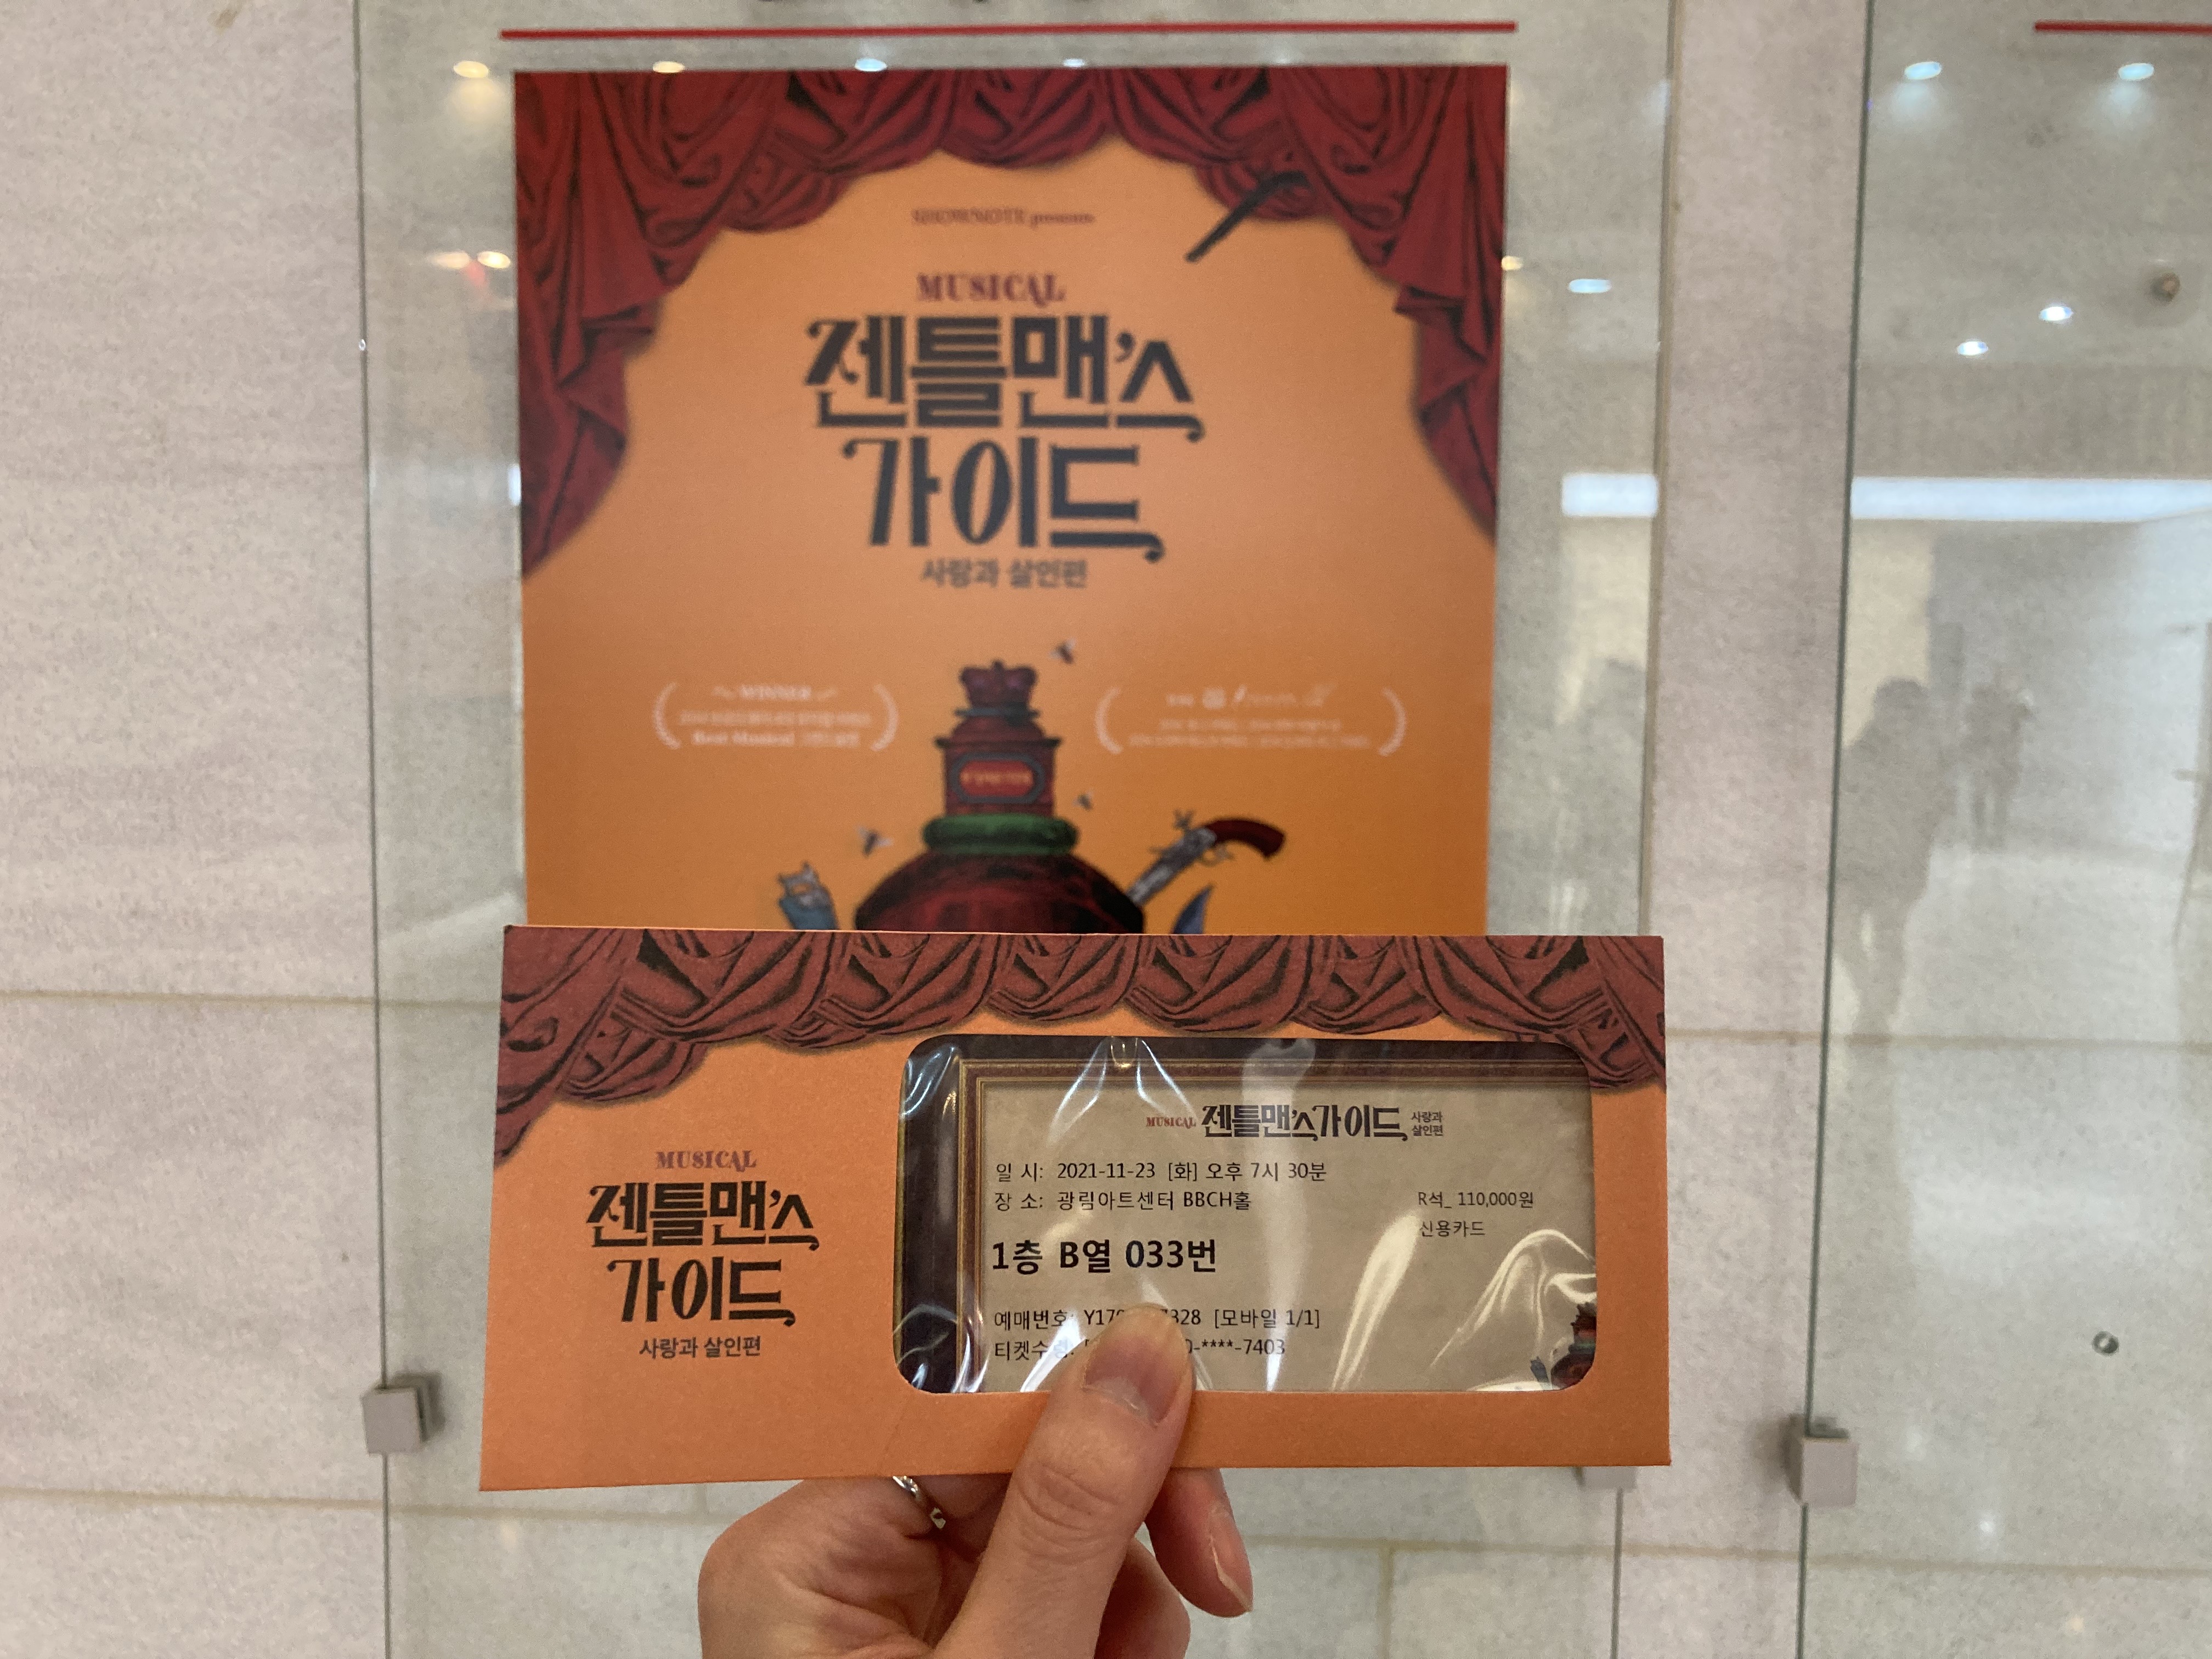 SHOWNOTE presents
MUSICAL
젠틀맨’스
가이드
사랑과 살인편
WINNER
Best Musical
MUSICAL
젠틀맨’스
가이드
사랑과 살인편
MUSICAL 젠틀맨’스가이드 사랑과 살인편
일 시: 2021-11-23 [화] 오후 7시 30분
장 소: 광림아트센터 BBCH홀
R석_ 110,000원
신용카드
1층 B열 033번
예매번호: [모바일 1/1]
-****-7403